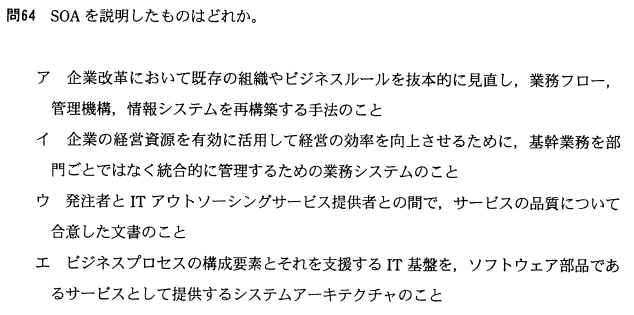 問64 SOAを説明したものはどれか。
ア 企業改革において既存の組織やビジネスルールを抜本的に見直し，業務フロー，
管理機構，情報システムを再構築する手法のこと
イ 企業の経営資源を有効に活用して経営の効率を向上させるために，基幹業務を部
門ごとではなく統合的に管理するための業務システムのこと
ウ 発注者とITアウトソーシングサービス提供者との間で，サービスの品質について
合意した文書のこと
エ ビジネスプロセスの構成要素とそれを支援するIT基盤を，ソフトウェア部品であ
るサービスとして提供するシステムアーキテクチャのこと